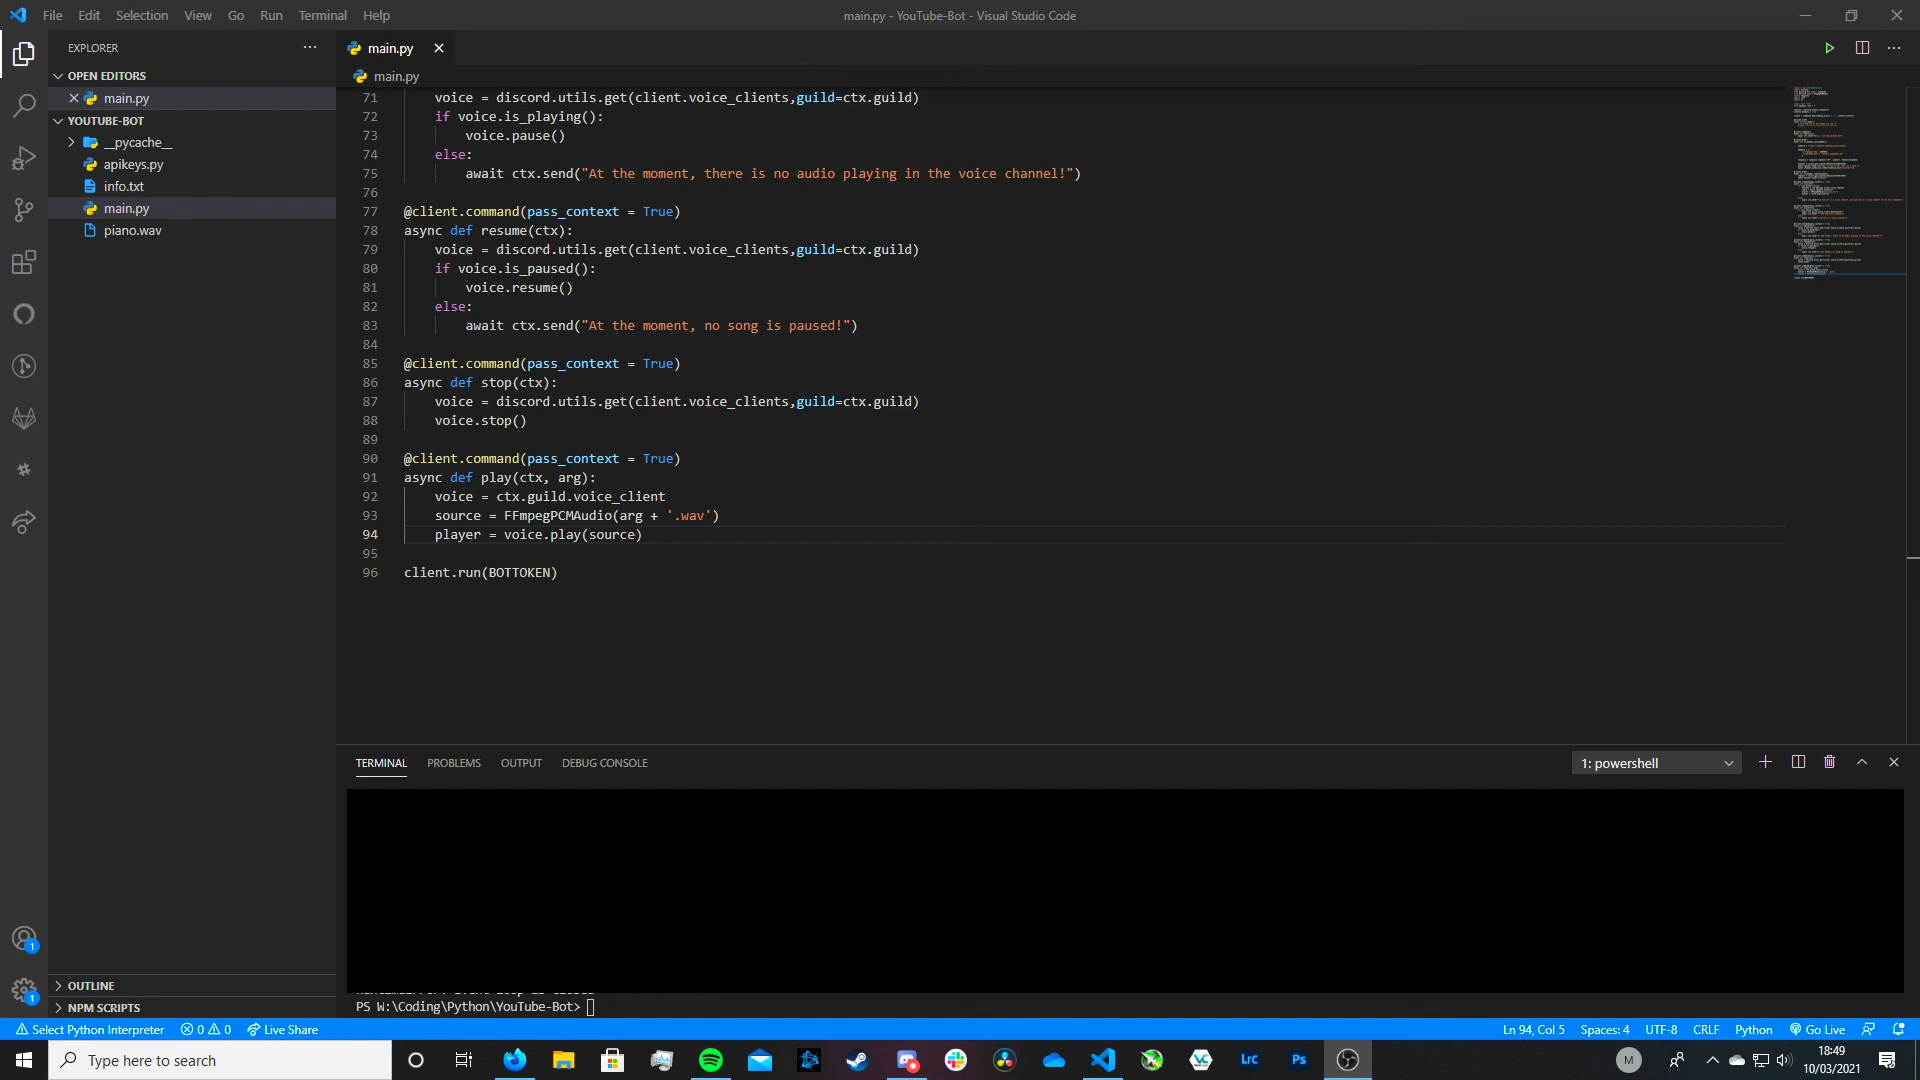 File Edit Selection View Go Run Terminal Help
main.py - YouTube-Bot - Visual Studio Code
EXPLORER
OPEN EDITORS
main.py
YOUTUBE-BOT
__pycache__
apikeys.py
info.txt
main.py
piano.wav
OUTLINE
NPM SCRIPTS
main.py
main.py
71 voice = discord.utils.get(client.voice_clients,guild=ctx.guild)
72 if voice.is_playing():
73 voice.pause()
74 else:
75 await ctx.send("At the moment, there is no audio playing in the voice channel!")
76
77 @client.command(pass_context = True)
78 async def resume(ctx):
79 voice = discord.utils.get(client.voice_clients,guild=ctx.guild)
80 if voice.is_paused():
81 voice.resume()
82 else:
83 await ctx.send("At the moment, no song is paused!")
84
85 @client.command(pass_context = True)
86 async def stop(ctx):
87 voice = discord.utils.get(client.voice_clients,guild=ctx.guild)
88 voice.stop()
89
90 @client.command(pass_context = True)
91 async def play(ctx, arg):
92 voice = ctx.guild.voice_client
93 source = FFmpegPCMAudio(arg + '.wav')
94 player = voice.play(source)
95
96 client.run(BOTTOKEN)
TERMINAL PROBLEMS OUTPUT DEBUG CONSOLE
1: powershell
PS W:\Coding\Python\YouTube-Bot>
1
1
Select Python Interpreter 0 0 Live Share
Ln 94, Col 5 Spaces: 4 UTF-8 CRLF Python Go Live
Type here to search
Lrc
Ps
M
18:49
10/03/2021